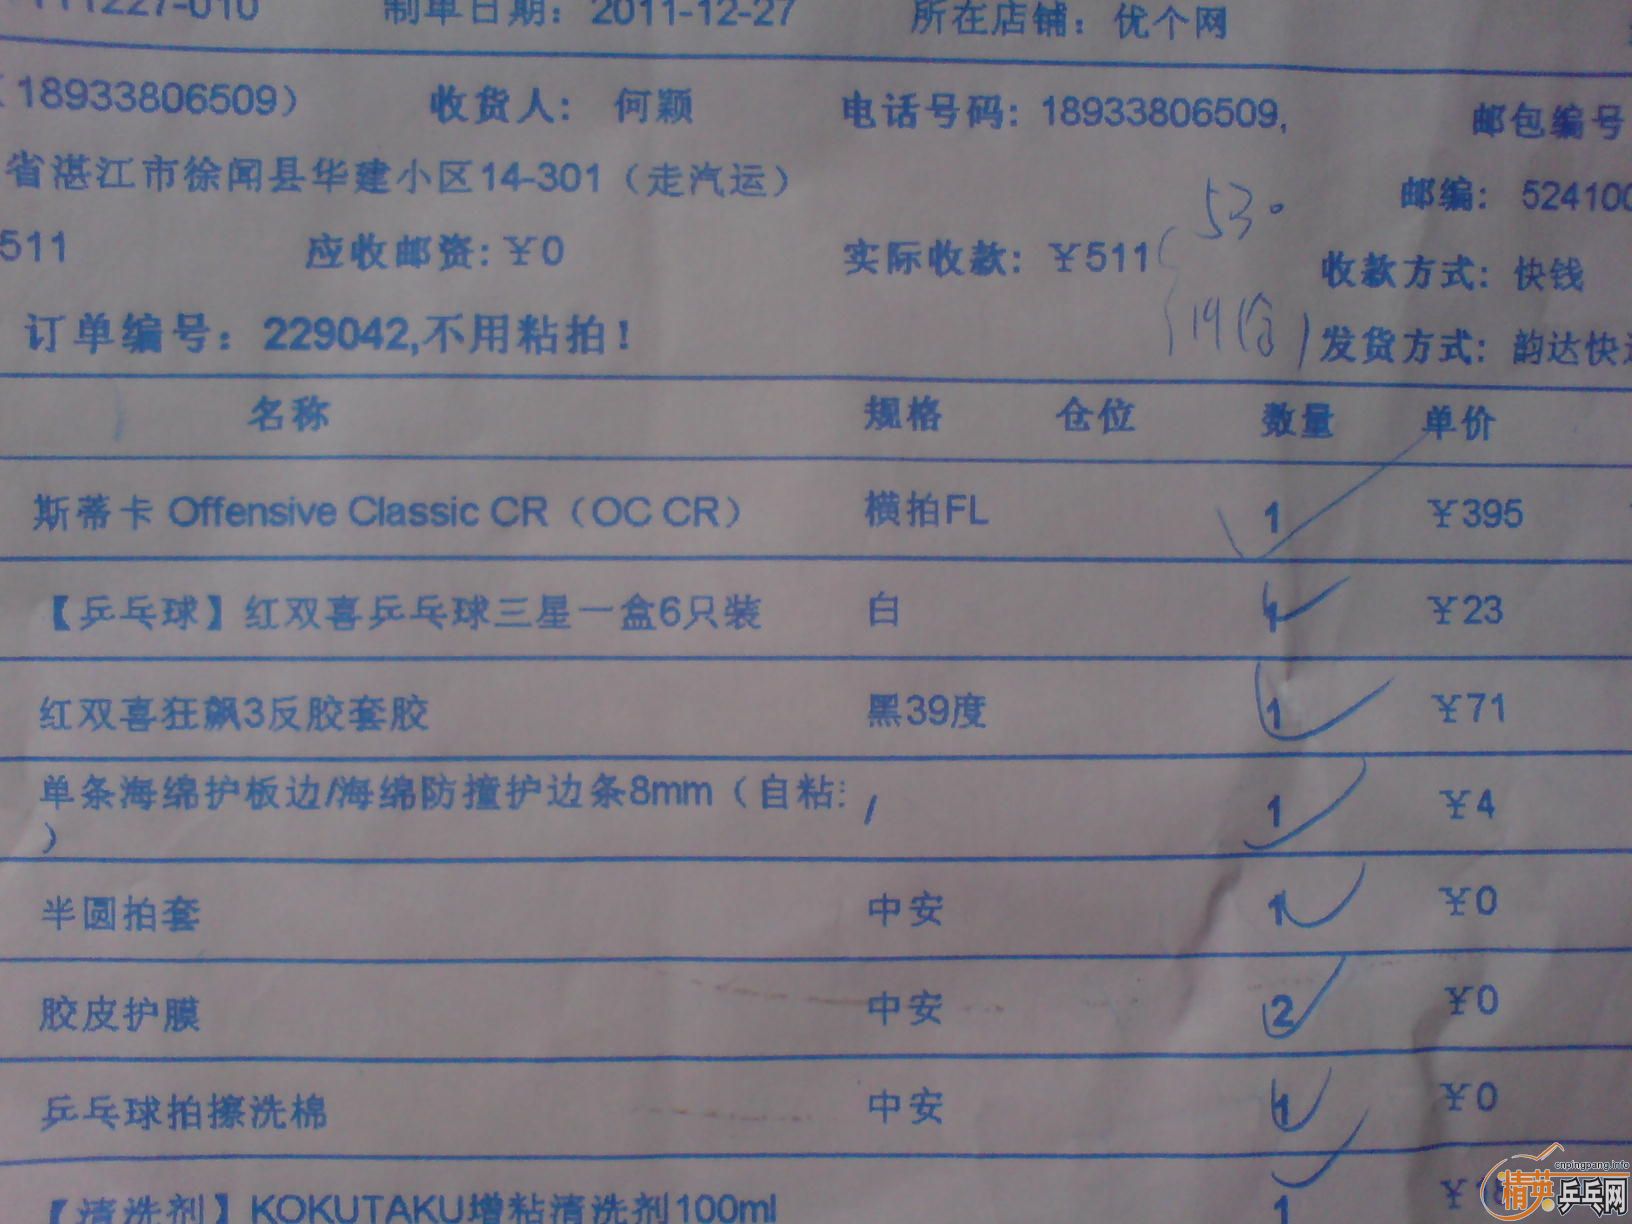 111227-010 制单日期：2011-12-27 所在店铺：优个网
18933806509） 收货人： 何颖 电话号码：18933806509, 邮包编号
省湛江市徐闻县华建小区14-301（走汽运） 邮编： 524100
511 应收邮资：￥0 实际收款：￥511 530 收款方式：快钱
订单编号：229042,不用粘拍！ 19 发货方式：韵达快
名称 规格 仓位 数量 单价
斯蒂卡 Offensive Classic CR（OC CR） 横拍FL 1 ￥395
【乒乓球】红双喜乒乓球三星一盒6只装 白 1 ￥23
红双喜狂飙3反胶套胶 黑39度 1 ￥71
单条海绵护板边/海绵防撞护边条8mm（自粘 / 1 ￥4
）
半圆拍套 中安 1 ￥0
胶皮护膜 中安 2 ￥0
乒乓球拍擦洗棉 中安 1 ￥0
【清洗剂】KOKUTAKU增粘清洗剂100ml 1 ￥
cnpingpang.info
精英乒乓网